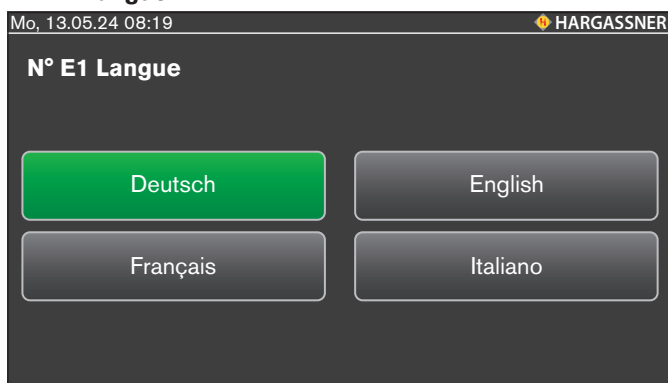 Mo, 13.05.24 08:19 HARGASSNER
N° E1 Langue
Deutsch English
Français Italiano